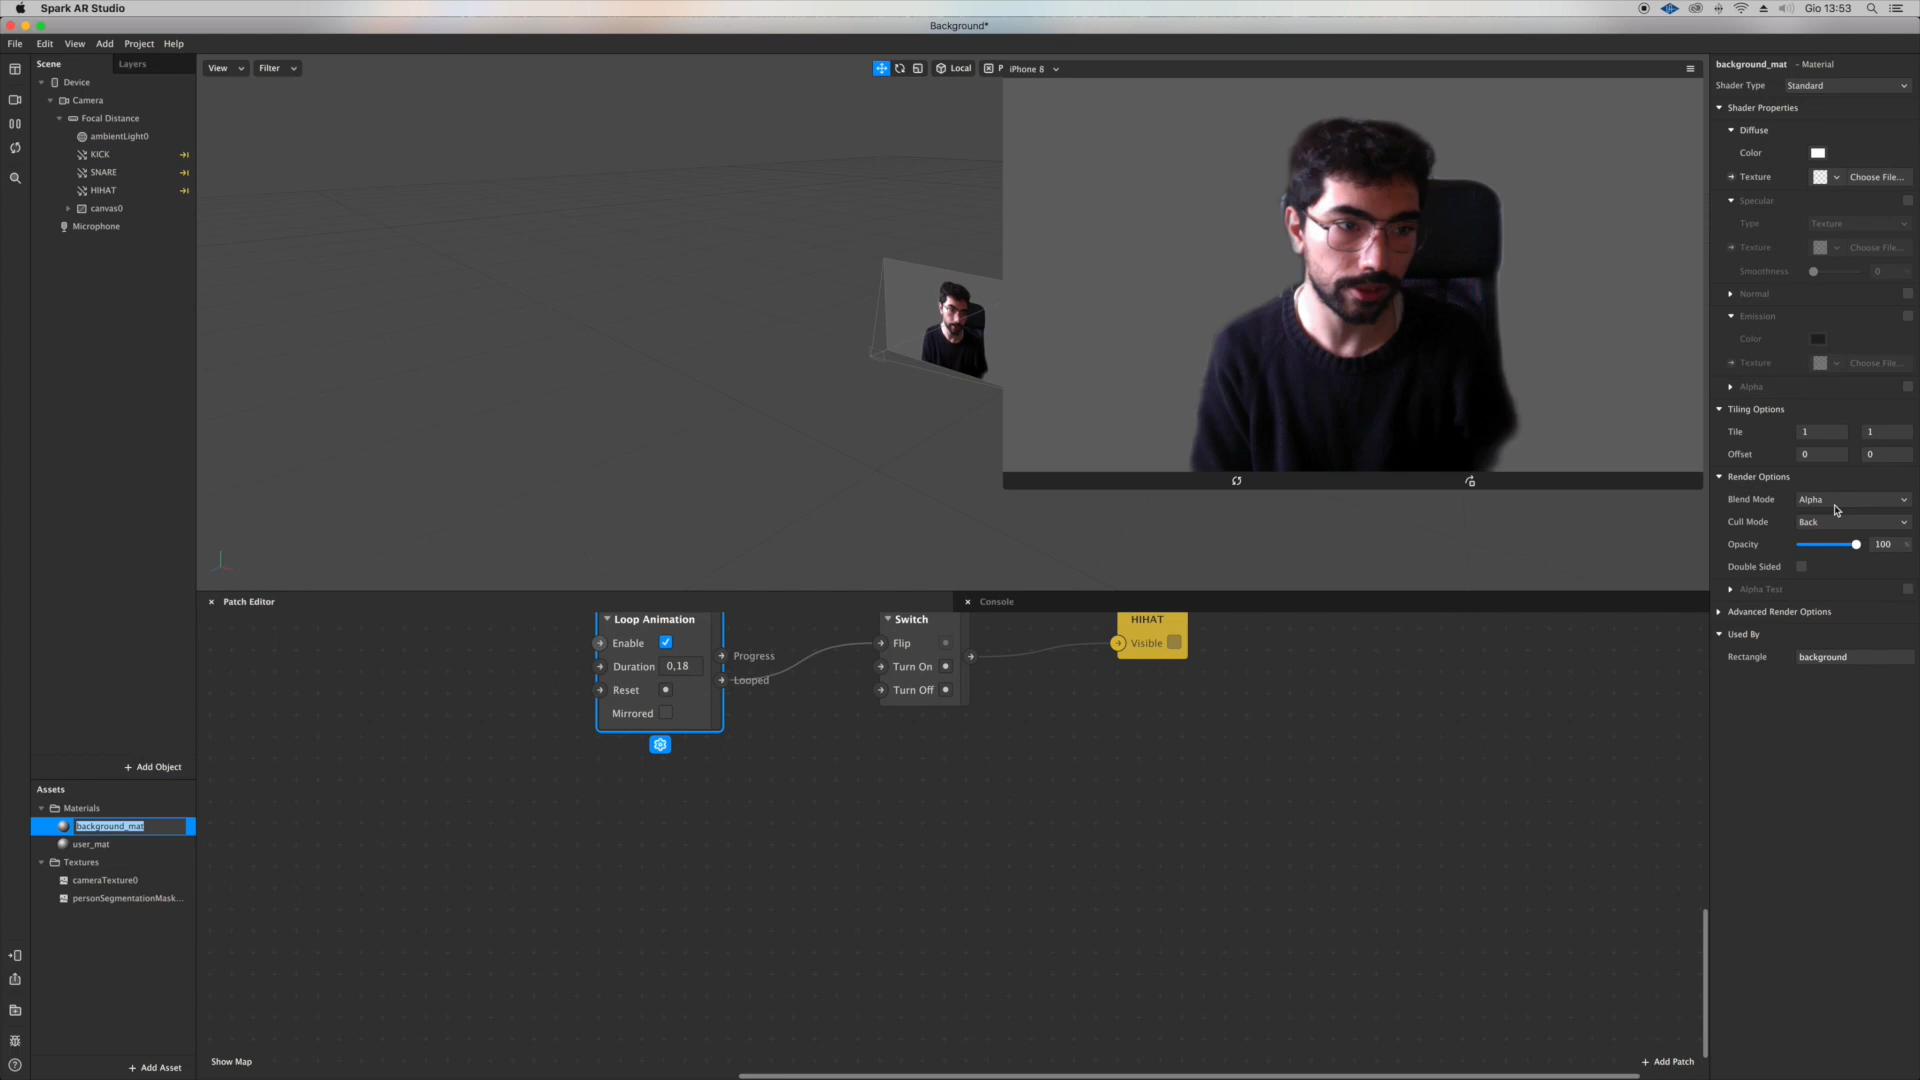 Spark AR Studio
Gio 13:53
Background*
File Edit View Add Project Help
Scene
Layers
Device
Camera
Focal Distance
ambientLight0
KICK
SNARE
HIHAT
canvas0
Microphone
+ Add Object
View
Filter
Local
P
iPhone 8
background_mat - Material
Shader Type Standard
Shader Properties
Diffuse
Color
Texture Choose File...
Specular
Type Texture
Texture Choose File...
Smoothness 0
Normal
Emission
Color
Texture Choose File...
Alpha
Tiling Options
Tile 1 1
Offset 0 0
Render Options
Blend Mode Alpha
Cull Mode Back
Opacity 100 %
Double Sided
Alpha Test
Advanced Render Options
Used By
Rectangle background
Patch Editor
Console
Loop Animation
Enable
Duration 0,18
Reset
Mirrored
Progress
Looped
Switch
Flip
Turn On
Turn Off
HIHAT
Visible
Assets
Materials
background_mat
user_mat
Textures
cameraTexture0
personSegmentationMask...
+ Add Asset
Show Map
+ Add Patch